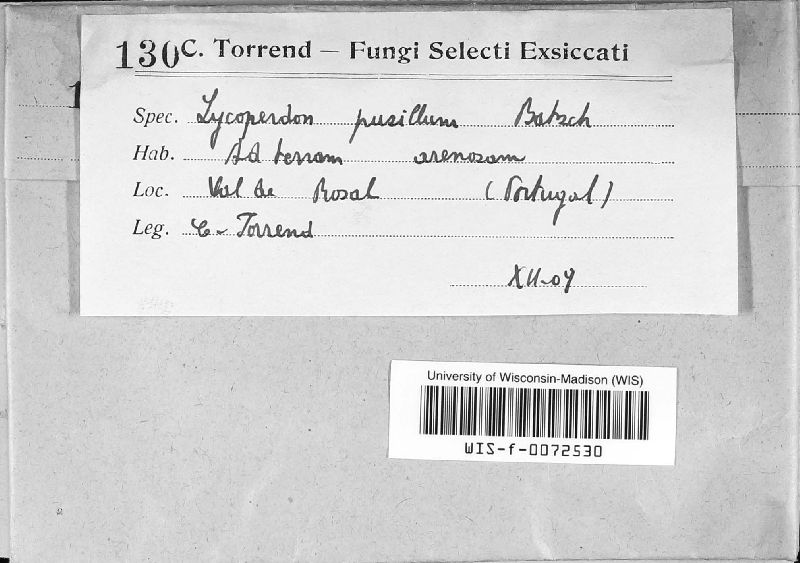 130 C. Torrend — Fungi Selecti Exsiccati
Spec. Lycoperdon pusillum Batsch
Hab. Ad terram arenosam
Loc. Val de Rosal (Portugal)
Leg. C. Torrend
XII-09
University of Wisconsin-Madison (WIS)
WIS-f-0072530